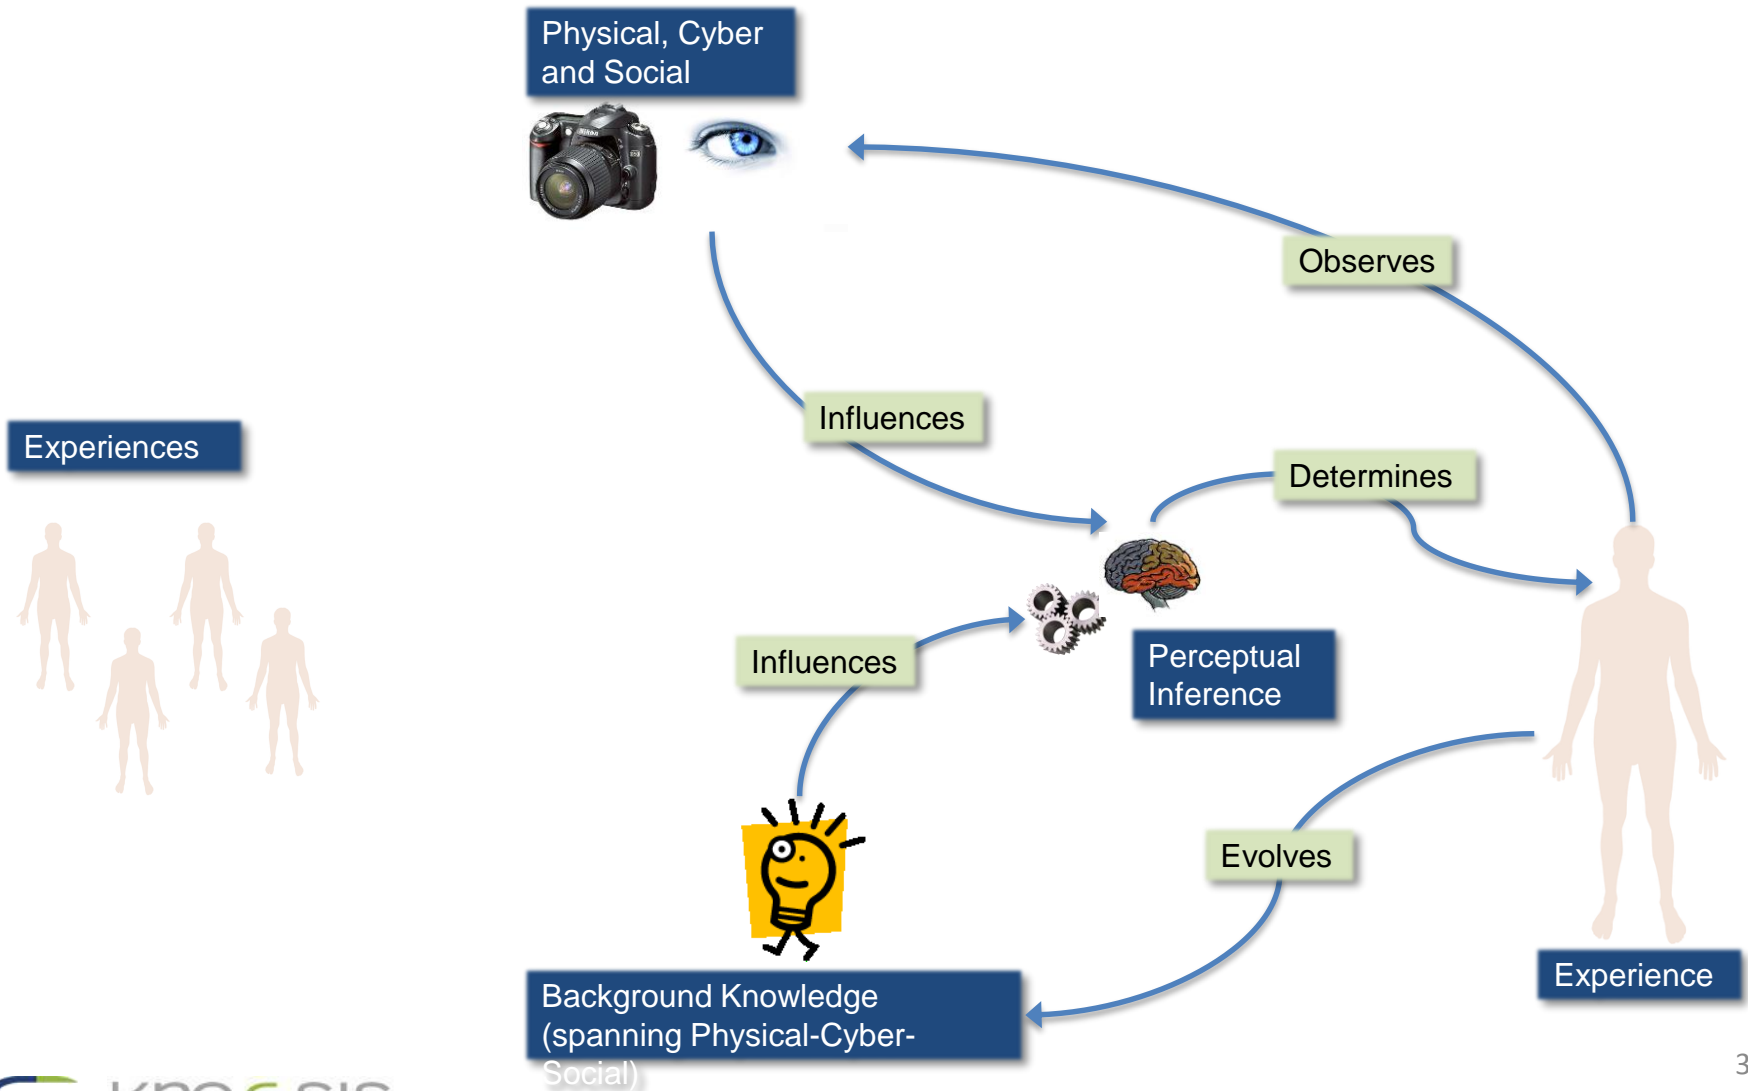 Physical, Cyber
and Social
Observes
Influences
Experiences
Determines
Influences
Perceptual
Inference
Evolves
Experience
Background Knowledge
(spanning Physical-Cyber-
Social)
3